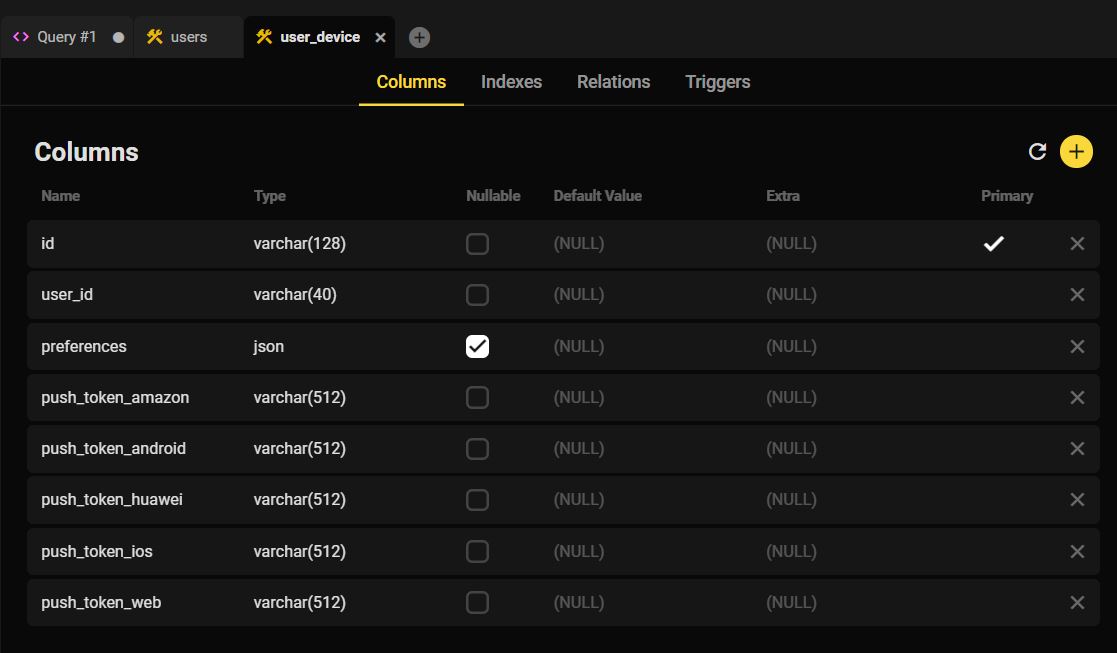 Query #1 users user_device
Columns Indexes Relations Triggers
Columns
Name Type Nullable Default Value Extra Primary
id varchar(128) (NULL) (NULL)
user_id varchar(40) (NULL) (NULL)
preferences json (NULL) (NULL)
push_token_amazon varchar(512) (NULL) (NULL)
push_token_android varchar(512) (NULL) (NULL)
push_token_huawei varchar(512) (NULL) (NULL)
push_token_ios varchar(512) (NULL) (NULL)
push_token_web varchar(512) (NULL) (NULL)